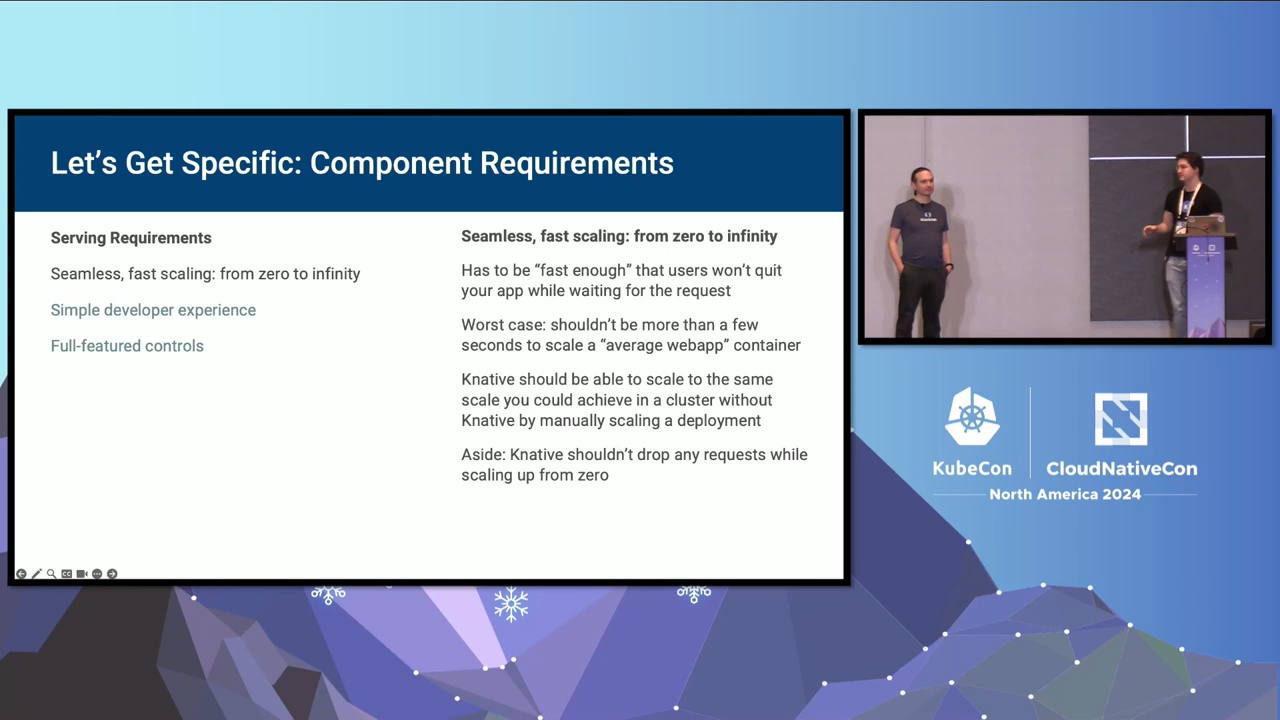 Let’s Get Specific: Component Requirements
Serving Requirements
Seamless, fast scaling: from zero to infinity
Simple developer experience
Full-featured controls
Seamless, fast scaling: from zero to infinity
Has to be “fast enough” that users won’t quit
your app while waiting for the request
Worst case: shouldn’t be more than a few
seconds to scale a “average webapp” container
Knative should be able to scale to the same
scale you could achieve in a cluster without
Knative by manually scaling a deployment
Aside: Knative shouldn’t drop any requests while
scaling up from zero
KubeCon
CloudNativeCon
North America 2024